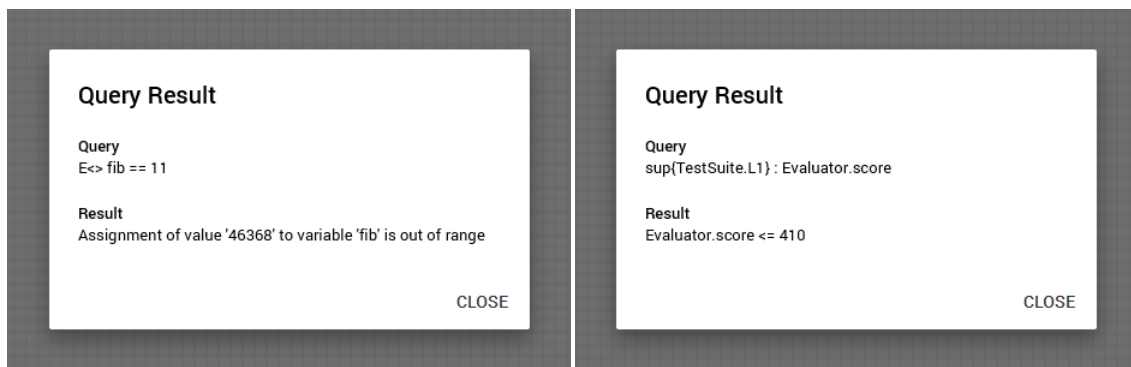 Query Result
Query
E<> fib == 11
Result
Assignment of value '46368' to variable 'fib' is out of range
CLOSE
Query Result
Query
sup{TestSuite.L1} : Evaluator.score
Result
Evaluator.score <= 410
CLOSE